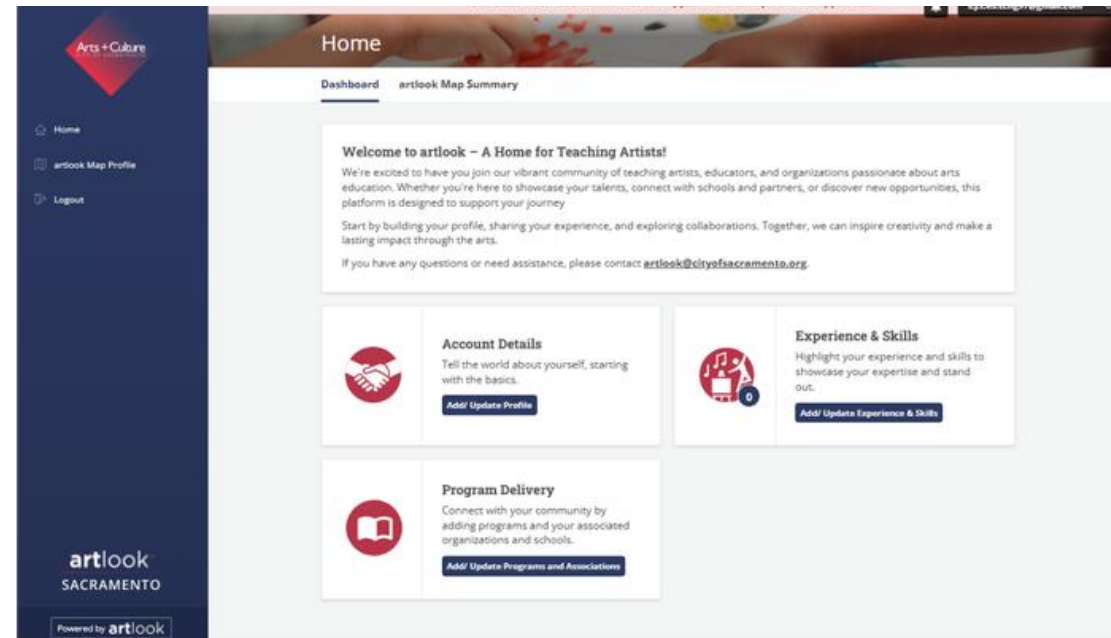 Arts + Culture
Home
Dashboard artlook Map Summary
Home
artlook Map Profile
Logout
Welcome to artlook – A Home for Teaching Artists!
We're excited to have you join our vibrant community of teaching artists, educators, and organizations passionate about arts
education. Whether you're here to showcase your talents, connect with schools and partners, or discover new opportunities, this
platform is designed to support your journey
Start by building your profile, sharing your experience, and exploring collaborations. Together, we can inspire creativity and make a
lasting impact through the arts.
If you have any questions or need assistance, please contact artlook@cityofsacramento.org.
Account Details
Tell the world about yourself, starting
with the basics.
Add/ Update Profile
0
Experience & Skills
Highlight your experience and skills to
showcase your expertise and stand
out.
Add/ Update Experience & Skills
Program Delivery
Connect with your community by
adding programs and your associated
organizations and schools.
Add/ Update Programs and Associations
artlook
SACRAMENTO
Powered by artlook